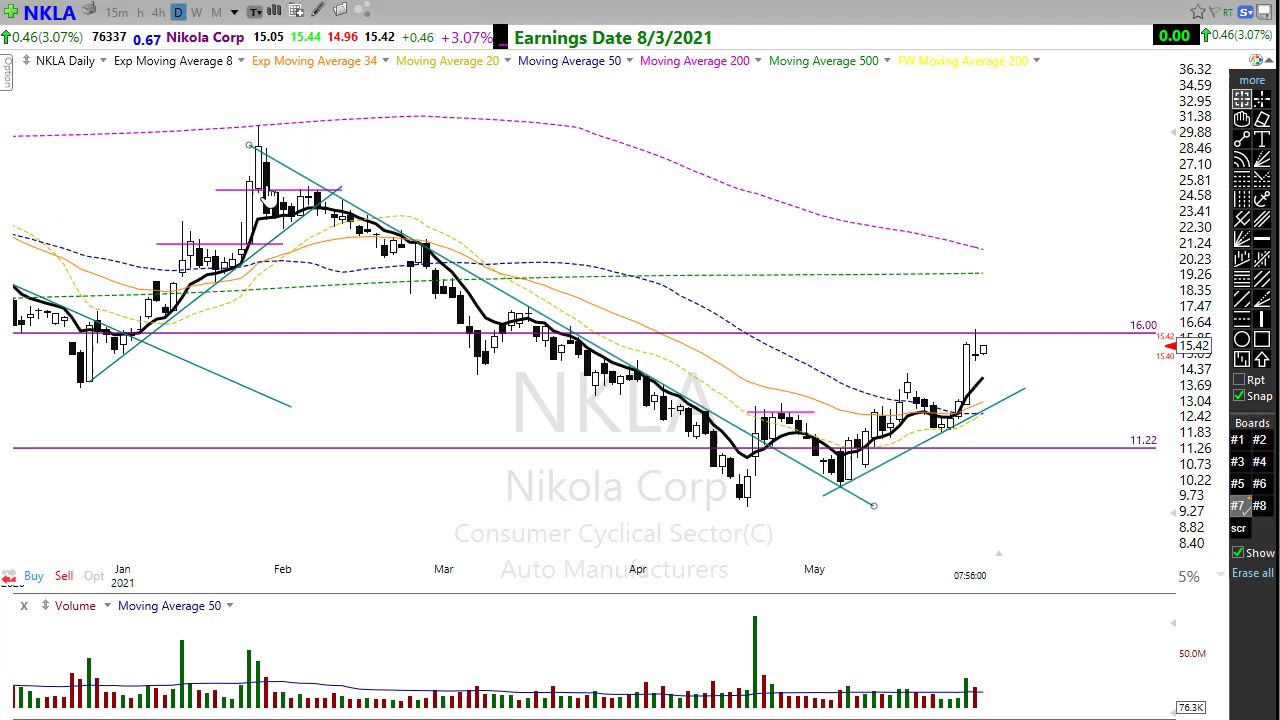 NKLA 15m h 4h D W M T RT S
0.46(3.07%) 76337 0.67 Nikola Corp 15.05 15.44 14.96 15.42 +0.46 +3.07% Earnings Date 8/3/2021 0.00 0.46(3.07%)
Option
NKLA Daily Exp Moving Average 8 Exp Moving Average 34 Moving Average 20 Moving Average 50 Moving Average 200 Moving Average 500 FW Moving Average 200
36.32
34.59
32.95
31.38
29.88
28.46
27.10
25.81
24.58
23.41
22.30
21.24
20.23
19.26
18.35
17.47
16.64
16.00
15.42
15.42
15.40
14.37
13.69
13.04
12.42
11.83
11.22
11.26
10.73
10.22
9.73
9.27
8.82
8.40
NKLA
Nikola Corp
Consumer Cyclical Sector(C)
Auto Manufacturers
Jan
2021
Feb
Mar
Apr
May
07:56:00
5%
Buy Sell Opt
X Volume Moving Average 50
50.0M
76.3K
more
Rpt
Snap
Boards
#1 #2
#3 #4
#5 #6
#7 #8
scr
Show
Erase all